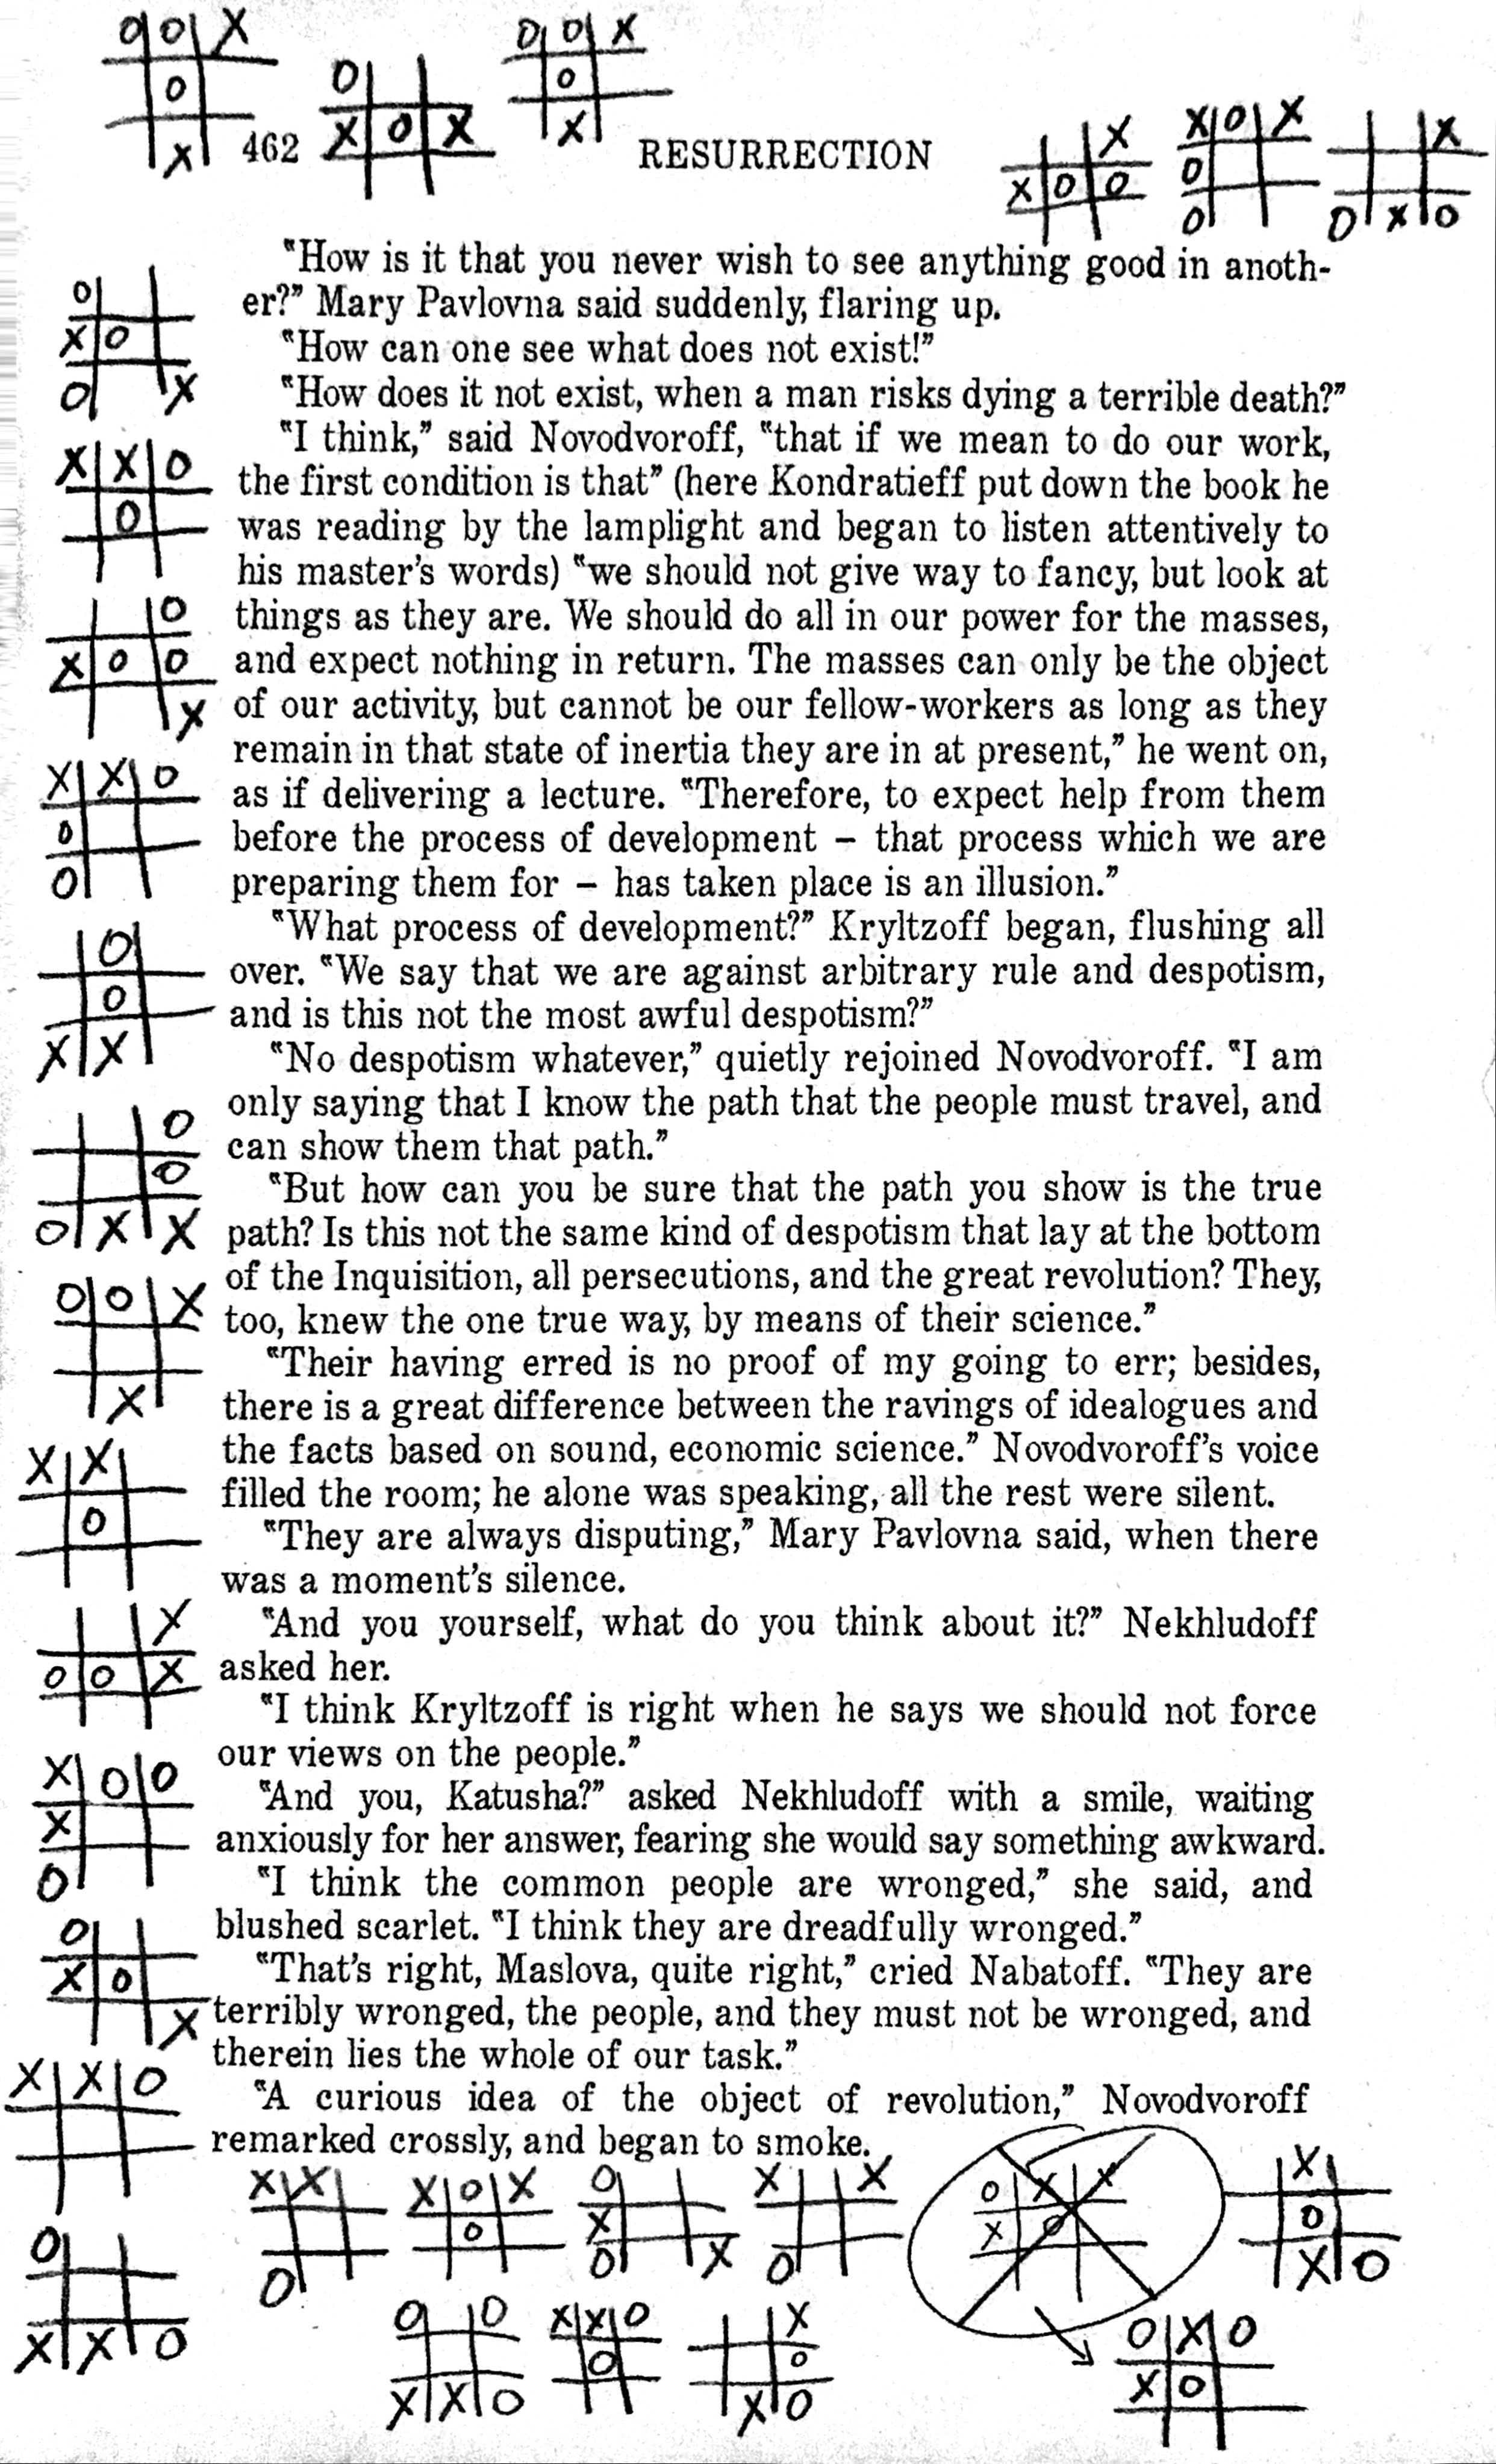 462
RESURRECTION
"How is it that you never wish to see anything good in anoth-
er?" Mary Pavlovna said suddenly, flaring up.
"How can one see what does not exist!"
"How does it not exist, when a man risks dying a terrible death?"
"I think," said Novodvoroff, "that if we mean to do our work,
the first condition is that" (here Kondratieff put down the book he
was reading by the lamplight and began to listen attentively to
his master's words) "we should not give way to fancy, but look at
things as they are. We should do all in our power for the masses,
and expect nothing in return. The masses can only be the object
of our activity, but cannot be our fellow-workers as long as they
remain in that state of inertia they are in at present," he went on,
as if delivering a lecture. "Therefore, to expect help from them
before the process of development – that process which we are
preparing them for – has taken place is an illusion."
"What process of development?" Kryltzoff began, flushing all
over. "We say that we are against arbitrary rule and despotism,
and is this not the most awful despotism?"
"No despotism whatever," quietly rejoined Novodvoroff. "I am
only saying that I know the path that the people must travel, and
can show them that path."
"But how can you be sure that the path you show is the true
path? Is this not the same kind of despotism that lay at the bottom
of the Inquisition, all persecutions, and the great revolution? They,
too, knew the one true way, by means of their science."
"Their having erred is no proof of my going to err; besides,
there is a great difference between the ravings of idealogues and
the facts based on sound, economic science." Novodvoroff's voice
filled the room; he alone was speaking, all the rest were silent.
"They are always disputing," Mary Pavlovna said, when there
was a moment's silence.
"And you yourself, what do you think about it?" Nekhludoff
asked her.
"I think Kryltzoff is right when he says we should not force
our views on the people."
"And you, Katusha?" asked Nekhludoff with a smile, waiting
anxiously for her answer, fearing she would say something awkward.
"I think the common people are wronged," she said, and
blushed scarlet. "I think they are dreadfully wronged."
"That's right, Maslova, quite right," cried Nabatoff. "They are
terribly wronged, the people, and they must not be wronged, and
therein lies the whole of our task."
"A curious idea of the object of revolution," Novodvoroff
remarked crossly, and began to smoke.